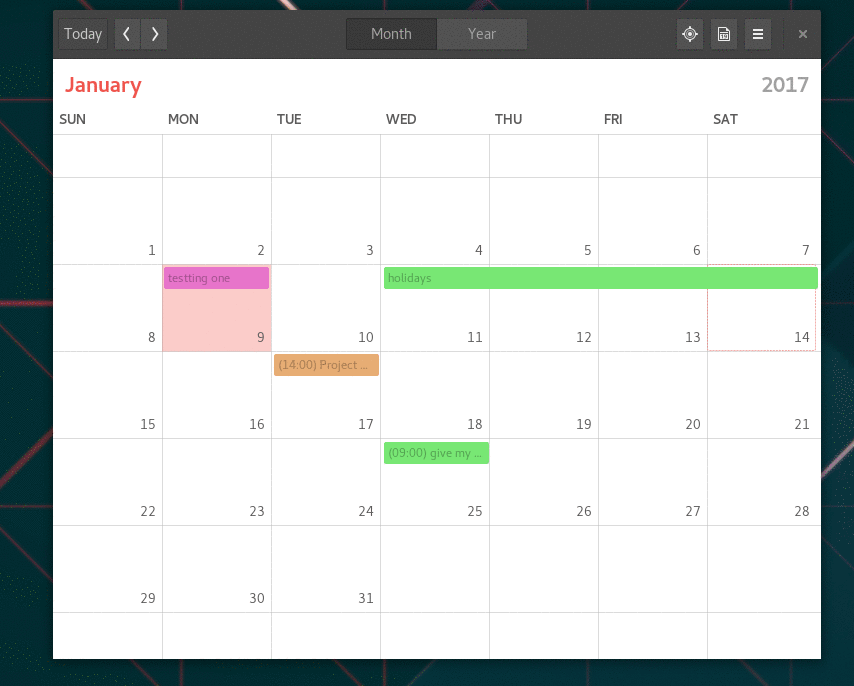 Today Month Year
January 2017
SUN MON TUE WED THU FRI SAT
1 2 3 4 5 6 7
testting one holidays
8 9 10 11 12 13 14
(14:00) Project ...
15 16 17 18 19 20 21
(09:00) give my ...
22 23 24 25 26 27 28
29 30 31